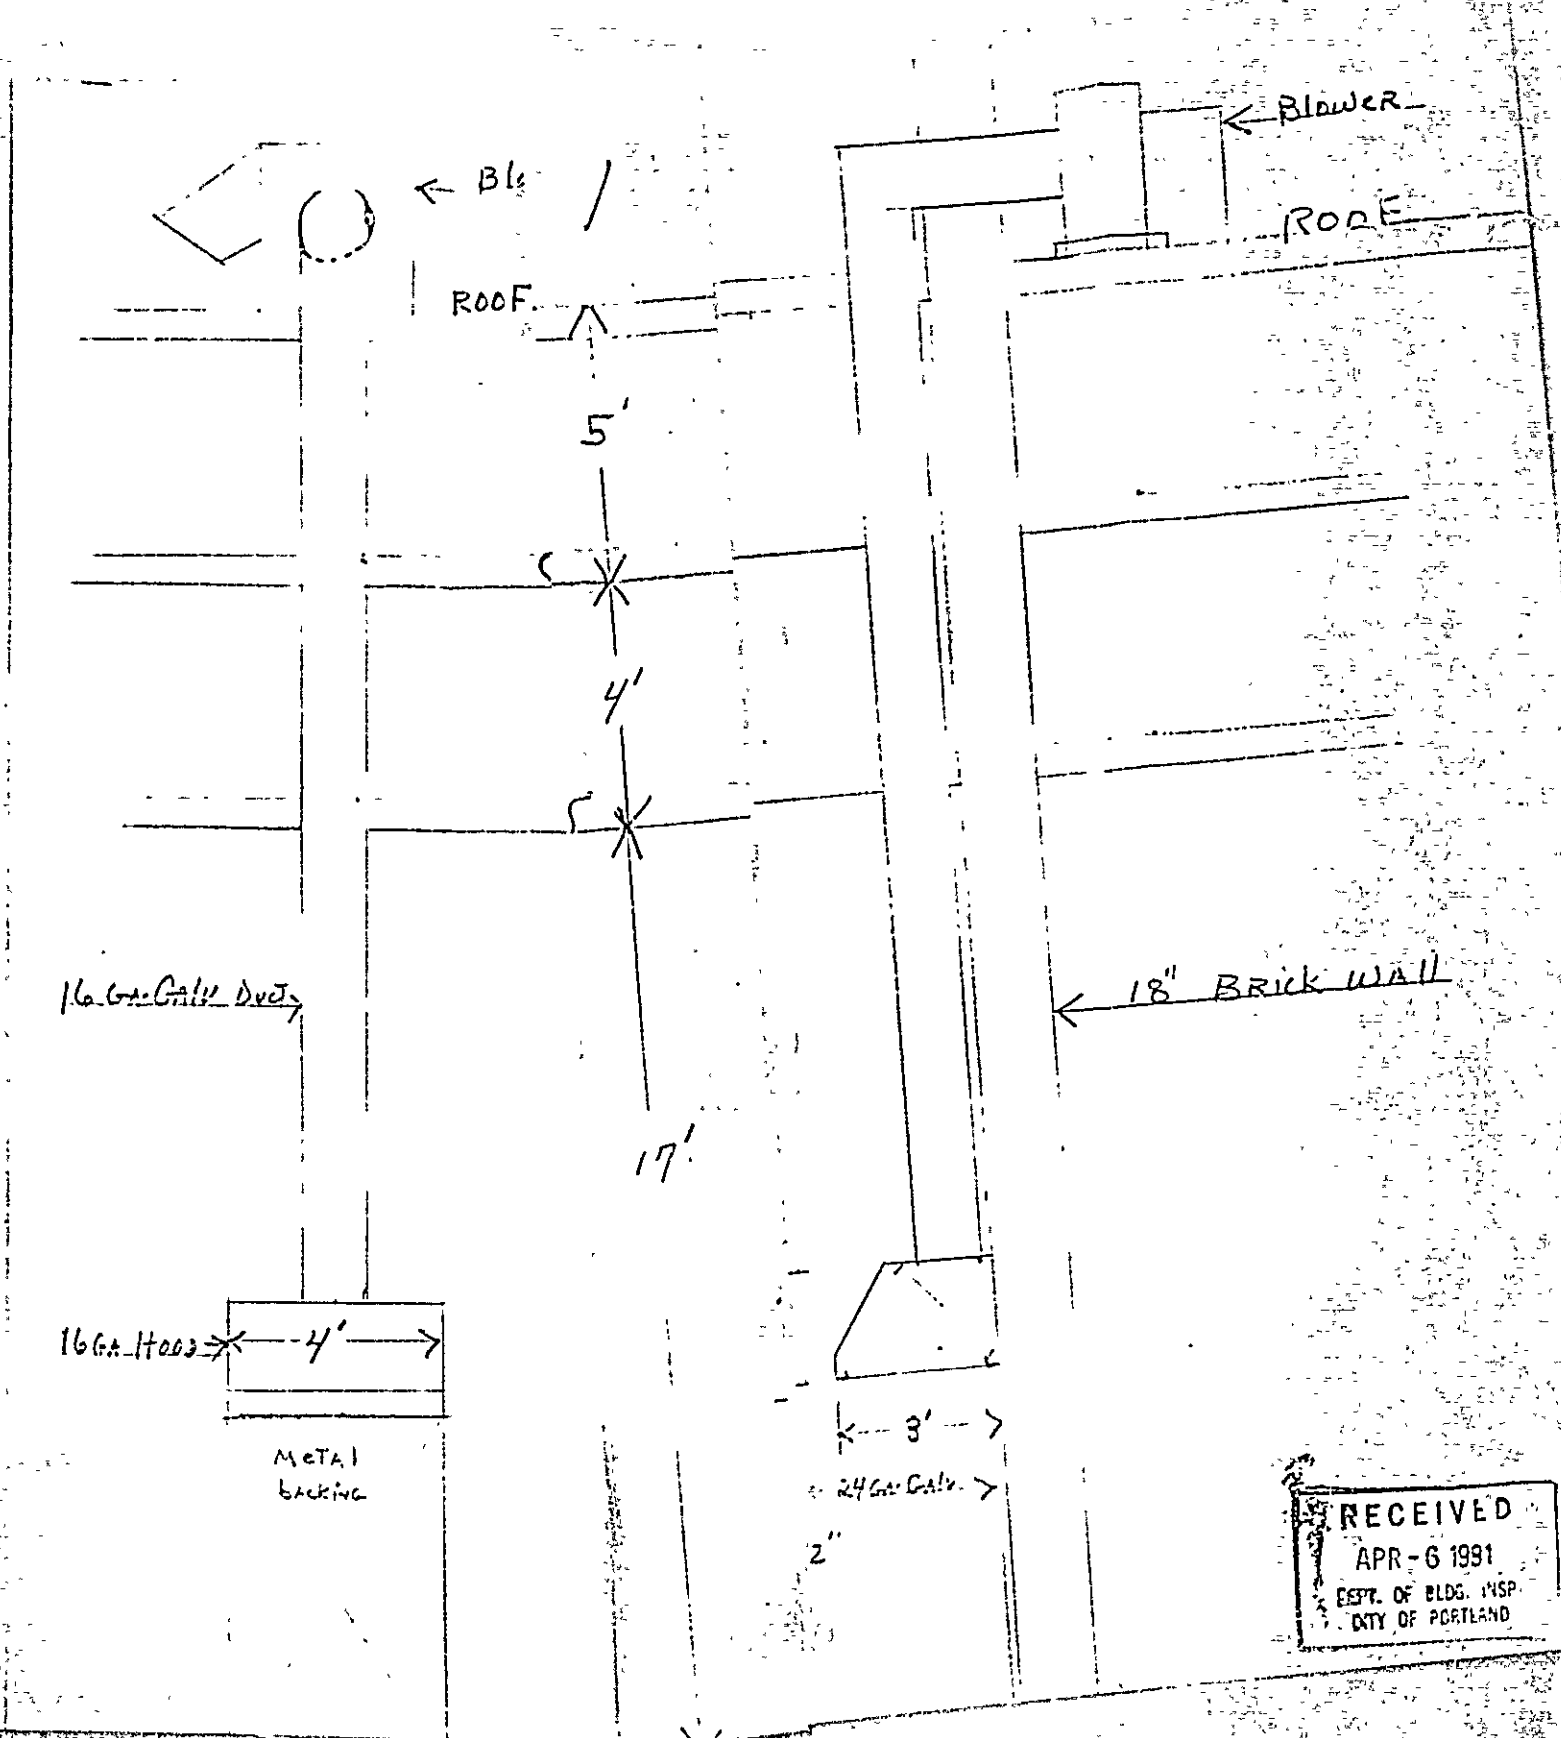 Blower
ROOF
ROOF.
5'
4'
16 GA. Galv Duct
18" BRick WAll
17'
16 GA Hood
4'
MeTAl
bAckiNG
3'
24 GA. GAlv.
2"
RECEIVED
APR - 6 1991
DEPT. OF BLDG. INSP.
CITY OF PORTLAND